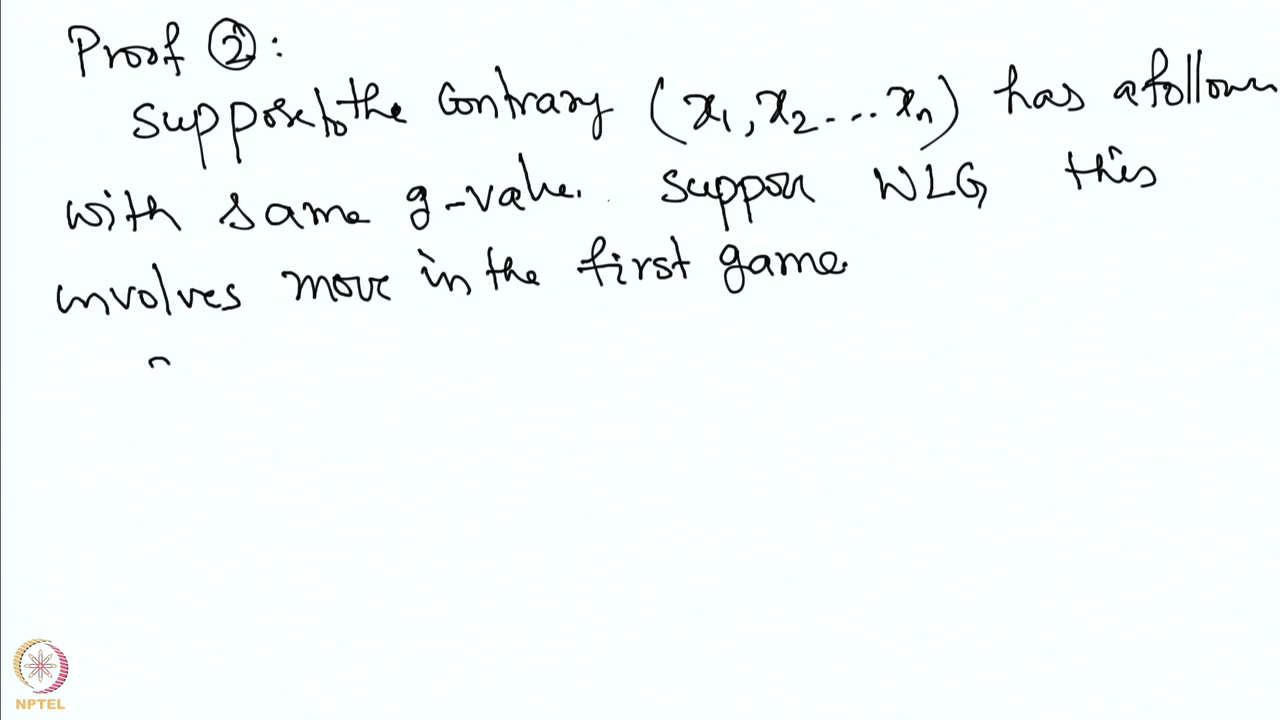 Proof ②:
Suppose to the Contrary (x₁, x₂ ... xₙ) has a follower
with same g-value. suppose WLG, this
involves move in the first game.
NPTEL